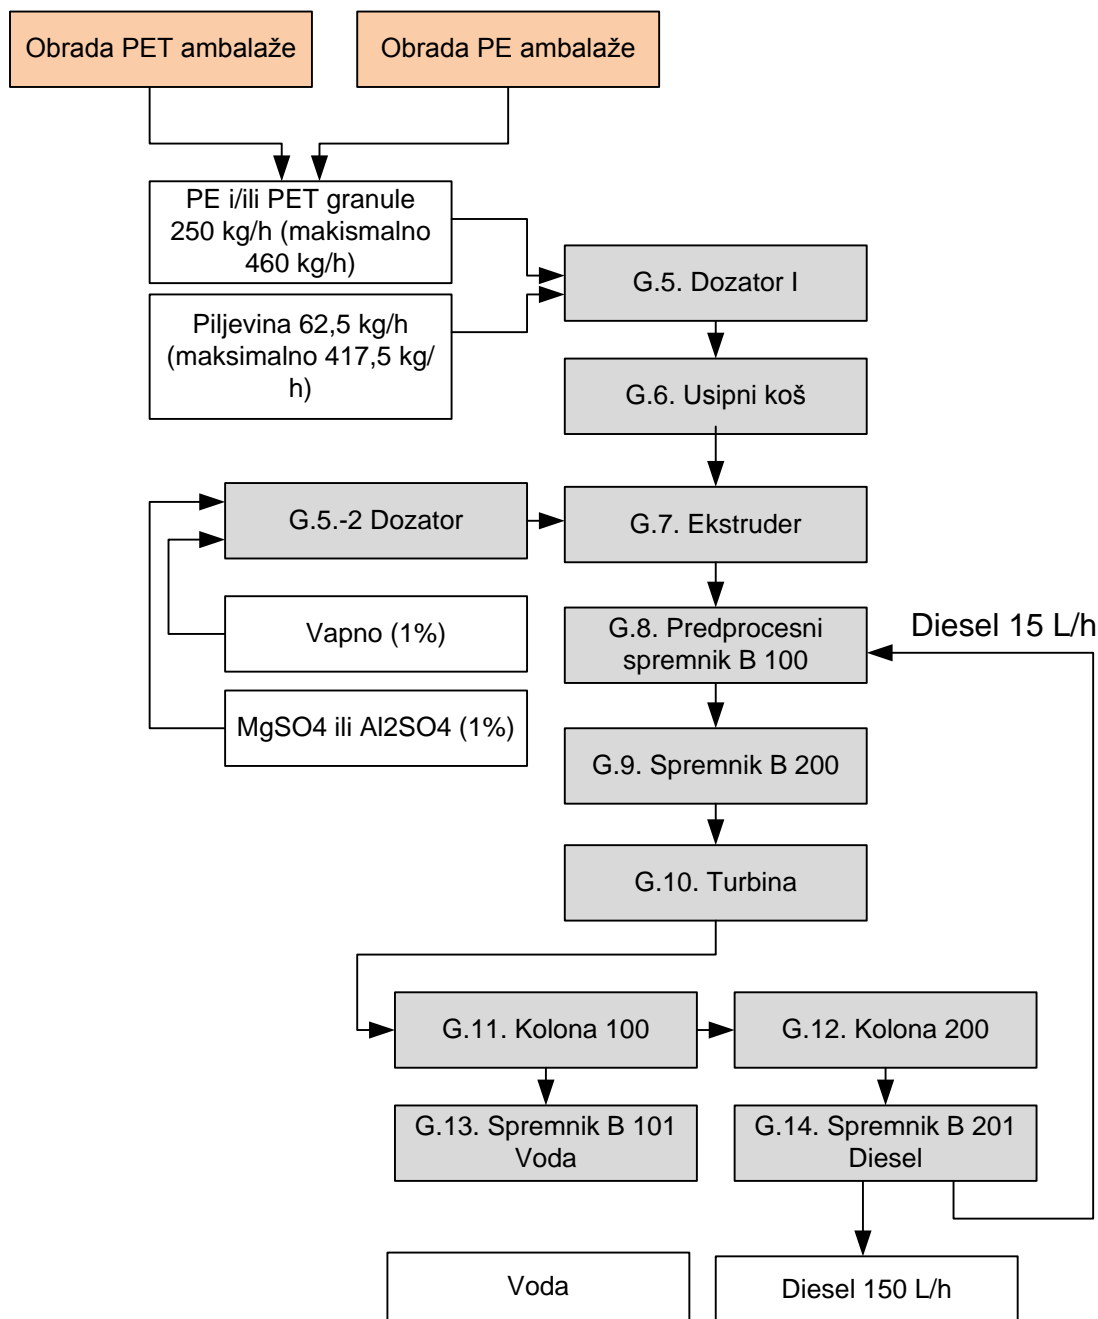 Obrada PET ambalaže
Obrada PE ambalaže
PE i/ili PET granule
250 kg/h (makismalno
460 kg/h)
G.5. Dozator I
Piljevina 62,5 kg/h
(maksimalno 417,5 kg/
h)
G.6. Usipni koš
G.5.-2 Dozator
G.7. Ekstruder
Vapno (1%)
G.8. Predprocesni
spremnik B 100
Diesel 15 L/h
MgSO4 ili Al2SO4 (1%)
G.9. Spremnik B 200
G.10. Turbina
G.11. Kolona 100
G.12. Kolona 200
G.13. Spremnik B 101
Voda
G.14. Spremnik B 201
Diesel
Voda
Diesel 150 L/h